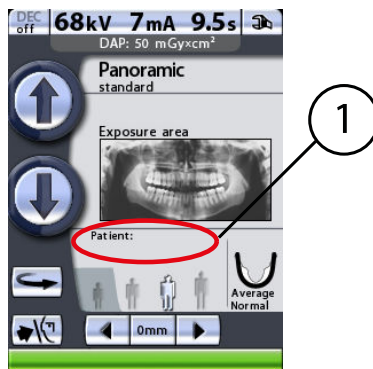 DEC off 68kV 7mA 9.5s
DAP: 50 mGy×cm²
Panoramic
standard
Exposure area
1
Patient:
Average
Normal
0mm